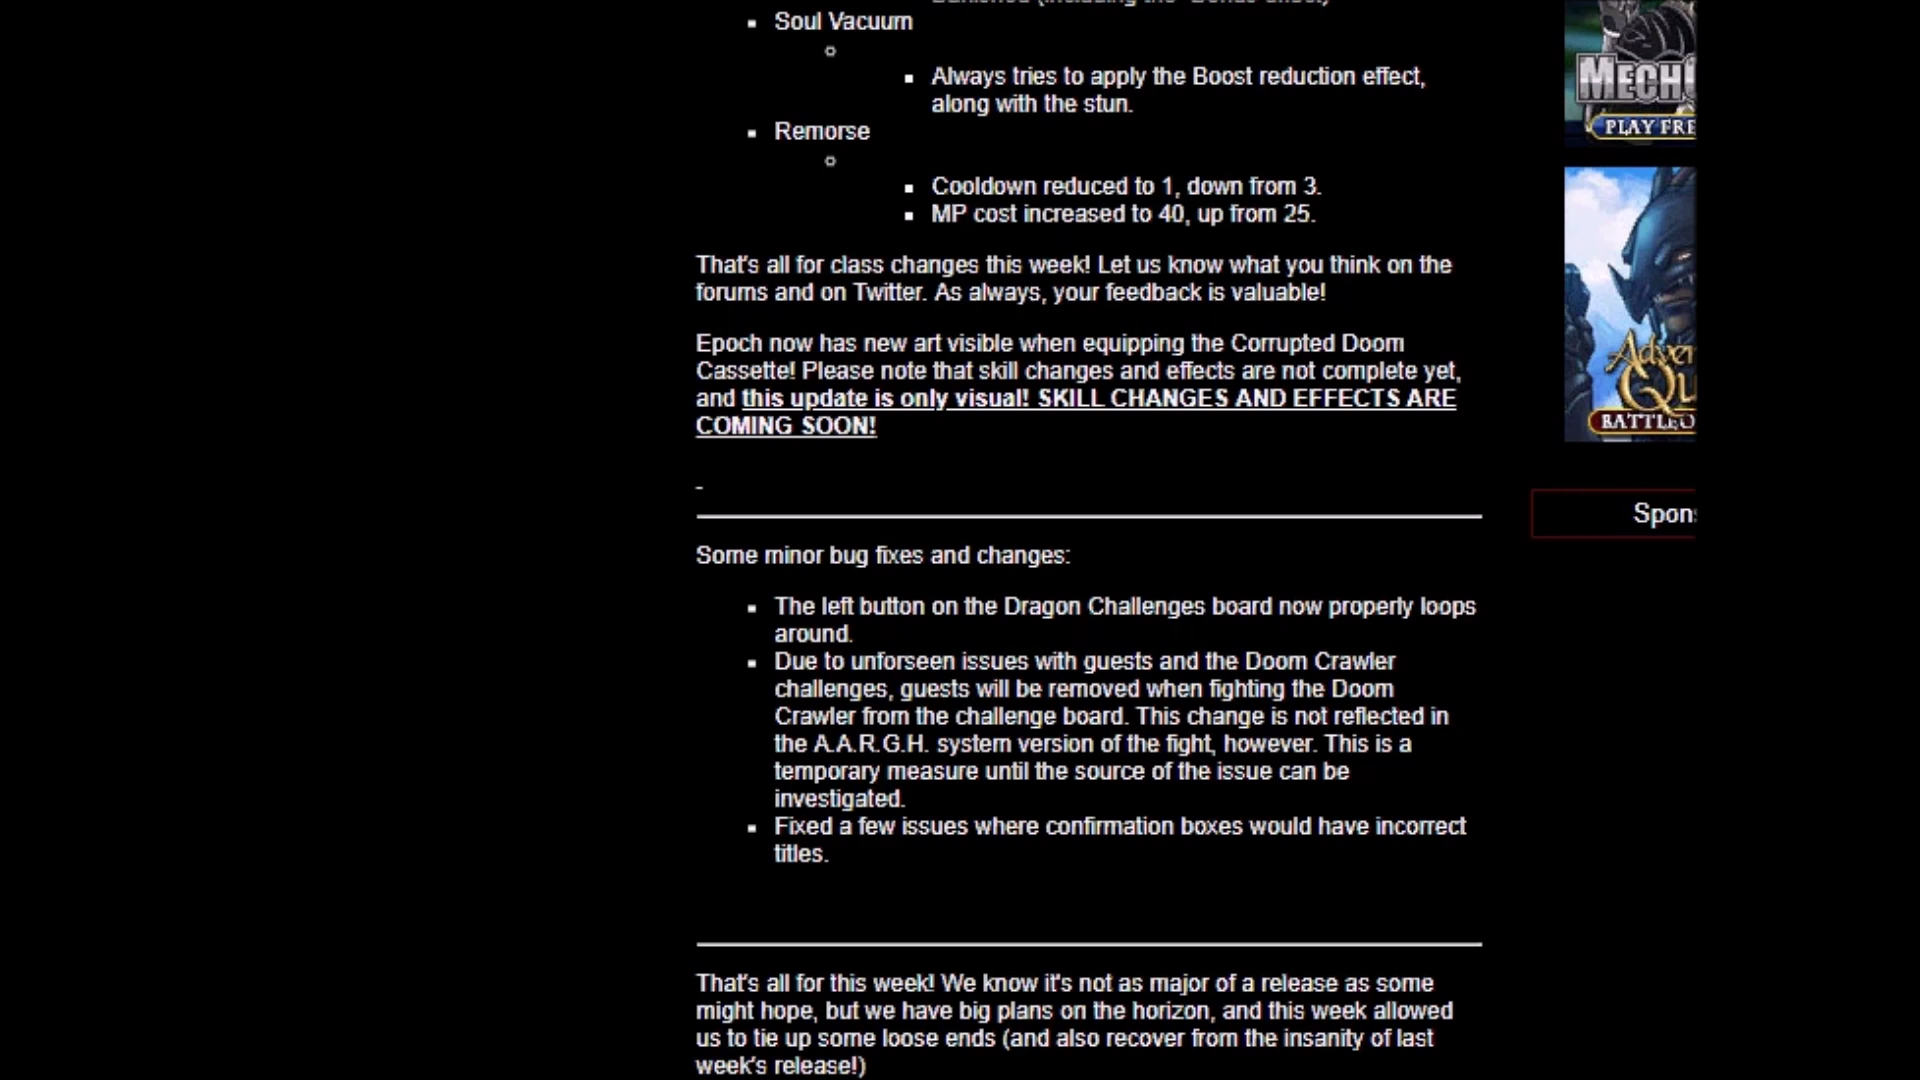 Soul Vacuum
Always tries to apply the Boost reduction effect,
along with the stun.
Remorse
Cooldown reduced to 1, down from 3.
MP cost increased to 40, up from 25.
That's all for class changes this week! Let us know what you think on the
forums and on Twitter. As always, your feedback is valuable!
Epoch now has new art visible when equipping the Corrupted Doom
Cassette! Please note that skill changes and effects are not complete yet,
and this update is only visual! SKILL CHANGES AND EFFECTS ARE
COMING SOON!
-
Some minor bug fixes and changes:
The left button on the Dragon Challenges board now properly loops
around.
Due to unforseen issues with guests and the Doom Crawler
challenges, guests will be removed when fighting the Doom
Crawler from the challenge board. This change is not reflected in
the A.A.R.G.H. system version of the fight, however. This is a
temporary measure until the source of the issue can be
investigated.
Fixed a few issues where confirmation boxes would have incorrect
titles.
That's all for this week! We know it's not as major of a release as some
might hope, but we have big plans on the horizon, and this week allowed
us to tie up some loose ends (and also recover from the insanity of last
week's release!)
MECH
PLAY FRE
Adven
Qu
BATTLEO
Spons